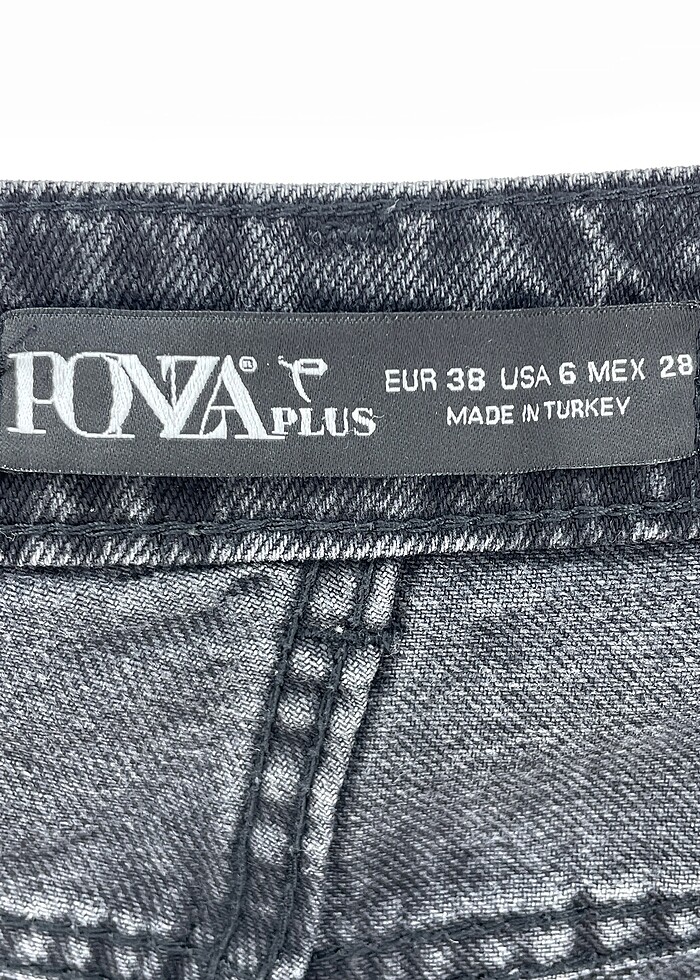 PONZA® PLUS
EUR 38 USA 6 MEX 28
MADE IN TURKEY